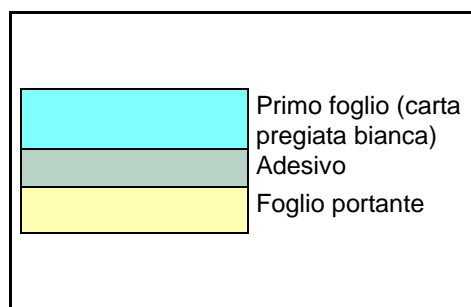 Primo foglio (carta
pregiata bianca)
Adesivo
Foglio portante